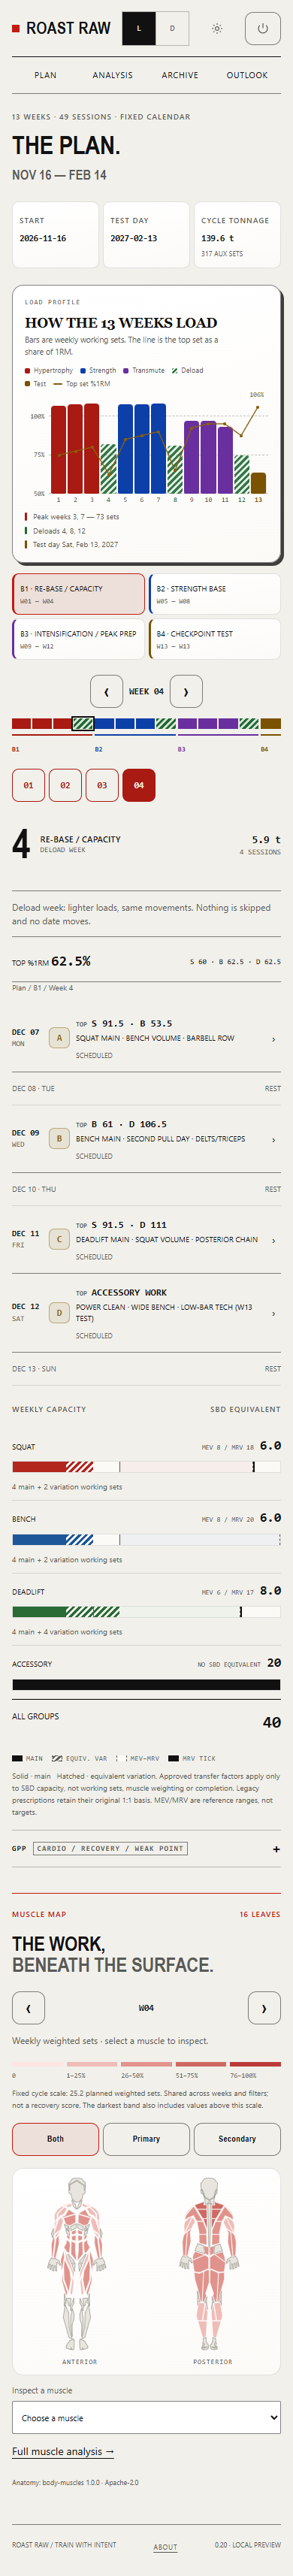 ROAST RAW L D
PLAN ANALYSIS ARCHIVE OUTLOOK
13 WEEKS · 49 SESSIONS · FIXED CALENDAR
THE PLAN.
NOV 16 — FEB 14
START
2026-11-16
TEST DAY
2027-02-13
CYCLE TONNAGE
139.6 t
317 AUX SETS
LOAD PROFILE
HOW THE 13 WEEKS LOAD
Bars are weekly working sets. The line is the top set as a
share of 1RM.
Hypertrophy Strength Transmute Deload
Test Top set %1RM
106%
100%
75%
50%
1 2 3 4 5 6 7 8 9 10 11 12 13
Peak weeks 3, 7 — 73 sets
Deloads 4, 8, 12
Test day Sat, Feb 13, 2027
B1 · RE-BASE / CAPACITY
W01 — W04
B2 · STRENGTH BASE
W05 — W08
B3 · INTENSIFICATION / PEAK PREP
W09 — W12
B4 · CHECKPOINT TEST
W13 — W13
‹ WEEK 04 ›
B1 B2 B3 B4
01 02 03 04
4 RE-BASE / CAPACITY 5.9 t
DELOAD WEEK 4 SESSIONS
Deload week: lighter loads, same movements. Nothing is skipped
and no date moves.
TOP %1RM 62.5% S 60 · B 62.5 · D 62.5
Plan / B1 / Week 4
DEC 07
MON
A
TOP S 91.5 · B 53.5
SQUAT MAIN · BENCH VOLUME · BARBELL ROW
SCHEDULED
›
DEC 08 · TUE REST
DEC 09
WED
B
TOP B 61 · D 106.5
BENCH MAIN · SECOND PULL DAY · DELTS/TRICEPS
SCHEDULED
›
DEC 10 · THU REST
DEC 11
FRI
C
TOP S 91.5 · D 111
DEADLIFT MAIN · SQUAT VOLUME · POSTERIOR CHAIN
SCHEDULED
›
DEC 12
SAT
D
TOP ACCESSORY WORK
POWER CLEAN · WIDE BENCH · LOW-BAR TECH (W13
TEST)
SCHEDULED
›
DEC 13 · SUN REST
WEEKLY CAPACITY SBD EQUIVALENT
SQUAT MEV 8 / MRV 18 6.0
4 main + 2 variation working sets
BENCH MEV 8 / MRV 20 6.0
4 main + 2 variation working sets
DEADLIFT MEV 6 / MRV 17 8.0
4 main + 4 variation working sets
ACCESSORY NO SBD EQUIVALENT 20
ALL GROUPS 40
MAIN EQUIV. VAR MEV–MRV MRV TICK
Solid · main Hatched · equivalent variation. Approved transfer factors apply only
to SBD capacity, not working sets, muscle weighting or completion. Legacy
prescriptions retain their original 1:1 basis. MEV/MRV are reference ranges, not
targets.
GPP CARDIO / RECOVERY / WEAK POINT +
MUSCLE MAP 16 LEAVES
THE WORK,
BENEATH THE SURFACE.
‹ W04 ›
Weekly weighted sets · select a muscle to inspect.
0 1–25% 26–50% 51–75% 76–100%
Fixed cycle scale: 25.2 planned weighted sets. Shared across weeks and filters;
not a recovery score. The darkest band also includes values above this scale.
Both Primary Secondary
ANTERIOR POSTERIOR
Inspect a muscle
Choose a muscle
Full muscle analysis →
Anatomy: body-muscles 1.0.0 · Apache-2.0
ROAST RAW / TRAIN WITH INTENT ABOUT 0.20 · LOCAL PREVIEW